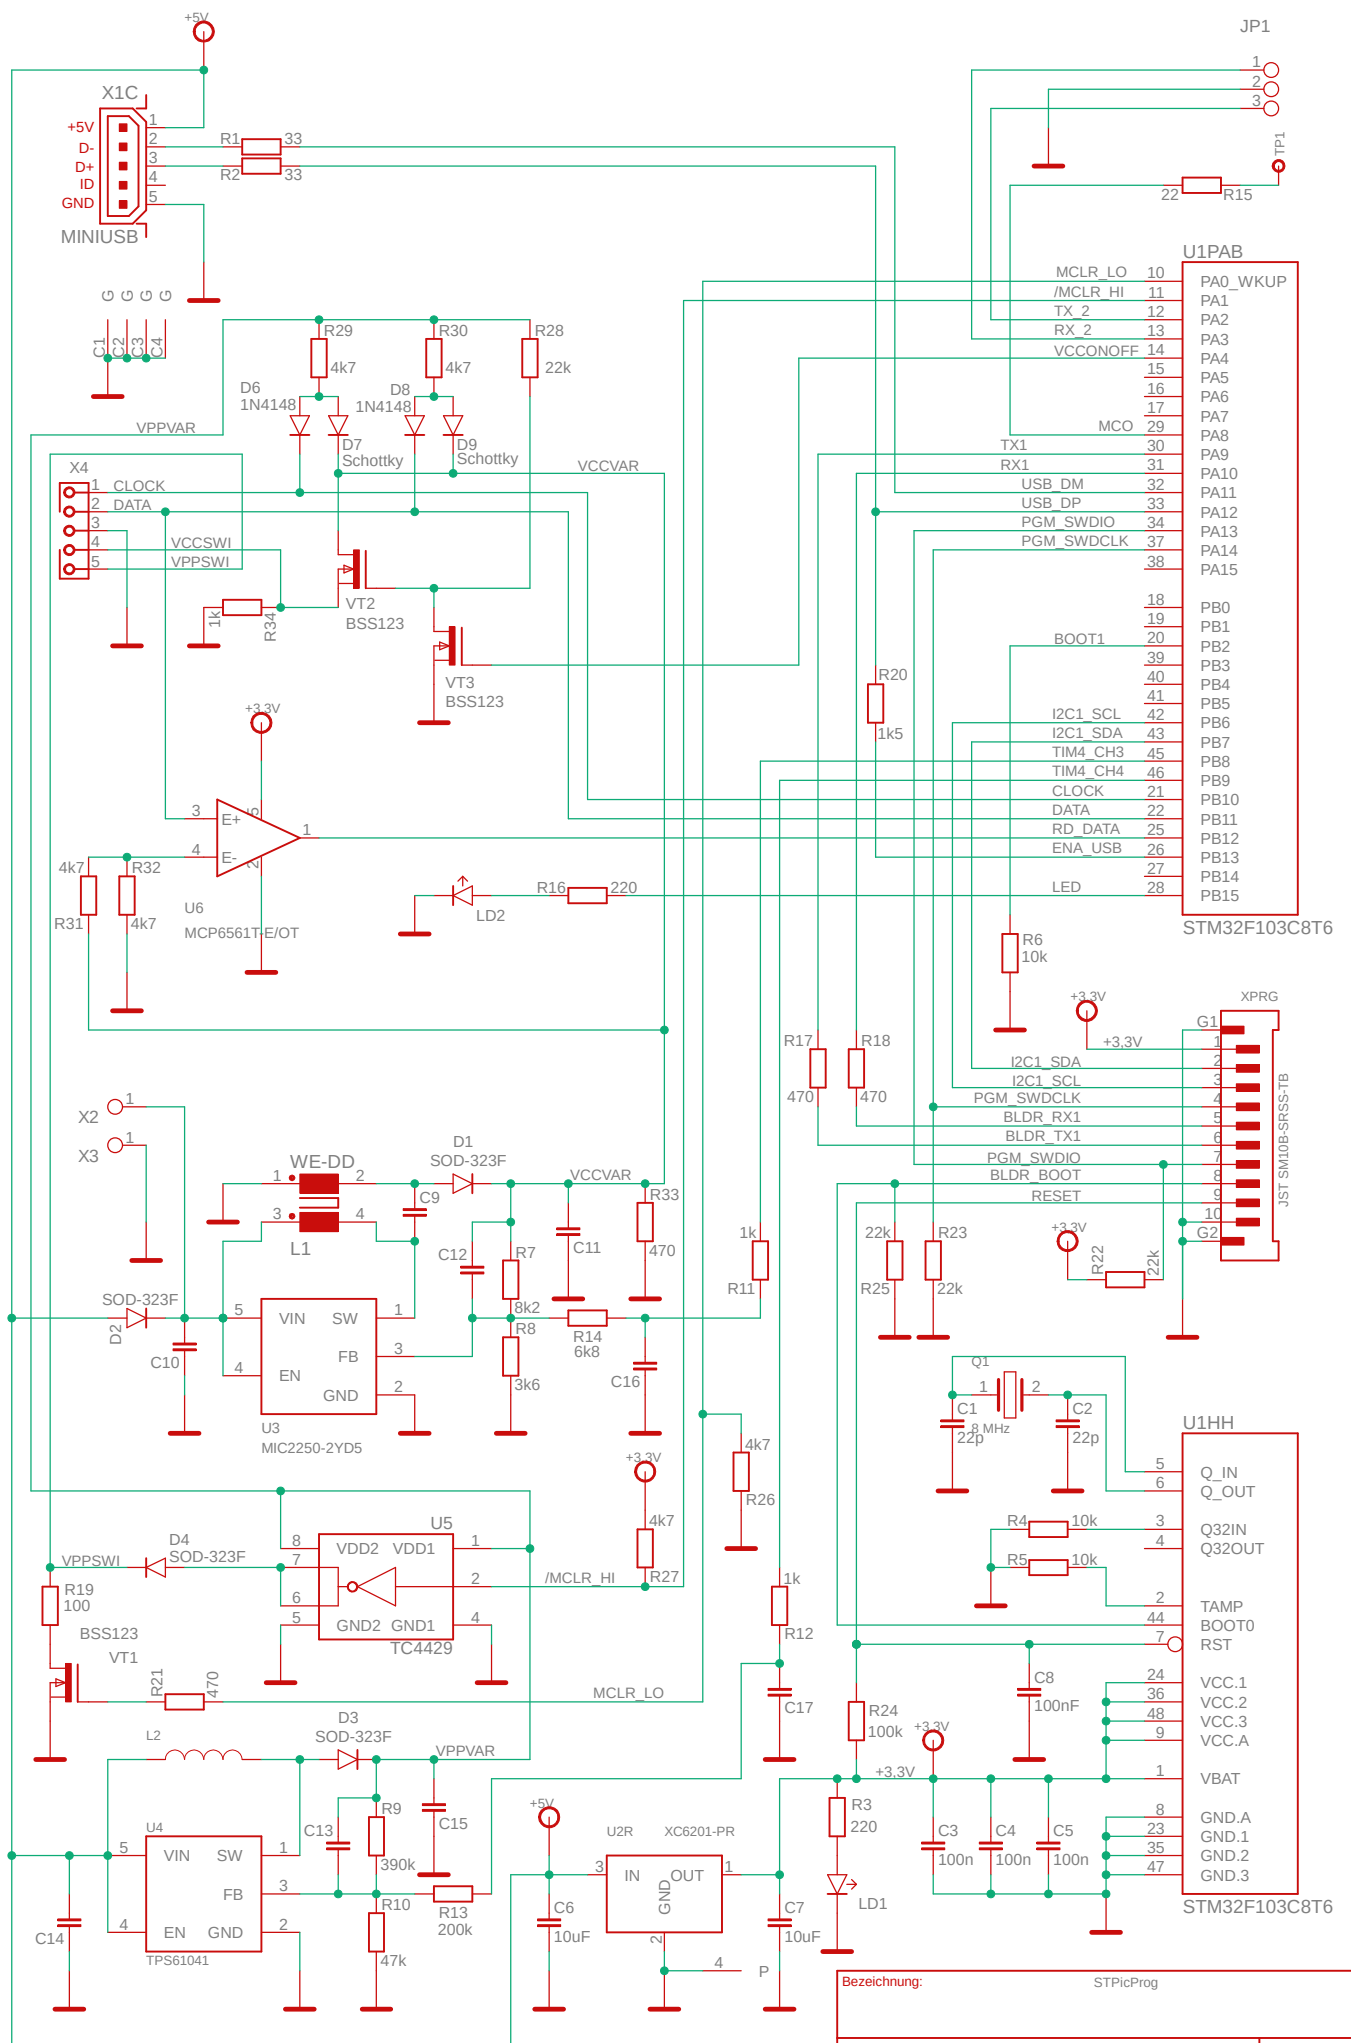 +5V
JP1
X1C
+5V
D-
D+
ID
GND
1
2
3
4
5
MINIUSB
R1 33
R2 33
1
2
3
TP1
22 R15
G G G G
C1 C2 C3 C4
R29 4k7
R30 4k7
R28 22k
D6
1N4148
D8
1N4148
D7
Schottky
D9
Schottky
VPPVAR
VCCVAR
X4
1 CLOCK
2 DATA
3
4 VCCSWI
5 VPPSWI
1k R34
VT2
BSS123
VT3
BSS123
U1PAB
MCLR_LO 10 PA0_WKUP
/MCLR_HI 11 PA1
TX_2 12 PA2
RX_2 13 PA3
VCCONOFF 14 PA4
15 PA5
16 PA6
17 PA7
MCO 29 PA8
TX1 30 PA9
RX1 31 PA10
USB_DM 32 PA11
USB_DP 33 PA12
PGM_SWDIO 34 PA13
PGM_SWDCLK 37 PA14
38 PA15
18 PB0
19 PB1
BOOT1 20 PB2
39 PB3
40 PB4
41 PB5
I2C1_SCL 42 PB6
I2C1_SDA 43 PB7
TIM4_CH3 45 PB8
TIM4_CH4 46 PB9
CLOCK 21 PB10
DATA 22 PB11
RD_DATA 25 PB12
ENA_USB 26 PB13
27 PB14
LED 28 PB15
STM32F103C8T6
R20
1k5
+3.3V
3 E+
4 E-
5
2
1
4k7 R32
R31 4k7
U6
MCP6561T-E/OT
R16 220
LD2
R6
10k
+3.3V
XPRG
G1
+3,3V 1
I2C1_SDA 2
I2C1_SCL 3
PGM_SWDCLK 4
BLDR_RX1 5
BLDR_TX1 6
PGM_SWDIO 7
BLDR_BOOT 8
RESET 9
10
G2
JST SM10B-SRSS-TB
R17 470
R18 470
X2 1
X3 1
WE-DD
1 2
3 4
L1
D1
SOD-323F
VCCVAR
C9
C12
R7
8k2
C11
R33
470
1k
R11
22k
R25
R23
22k
+3.3V
R22
22k
SOD-323F
D2
C10
5 VIN SW 1
FB 3
4 EN
GND 2
U3
MIC2250-2YD5
R8
3k6
R14
6k8
C16
4k7
R26
+3.3V
4k7
R27
Q1
1 2
8 MHz
C1
22p
C2
22p
U1HH
5 Q_IN
6 Q_OUT
3 Q32IN
4 Q32OUT
2 TAMP
44 BOOT0
7 RST
24 VCC.1
36 VCC.2
48 VCC.3
9 VCC.A
1 VBAT
8 GND.A
23 GND.1
35 GND.2
47 GND.3
STM32F103C8T6
R4 10k
R5 10k
U5
8 VDD2 VDD1 1
7
2 /MCLR_HI
6
5 GND2 GND1 4
TC4429
D4
SOD-323F
VPPSWI
R19
100
BSS123
VT1
R21
470
MCLR_LO
1k
R12
C17
C8
100nF
R24
100k
+3.3V
+3,3V
L2
D3
SOD-323F
VPPVAR
R9
390k
C13
C15
U4
5 VIN SW 1
FB 3
4 EN GND 2
TPS61041
C14
R10
47k
R13
200k
+5V
U2R XC6201-PR
3 IN OUT 1
GND
2
4 P
C6
10uF
C7
10uF
R3
220
LD1
C3
100n
C4
100n
C5
100n
Bezeichnung: STPicProg